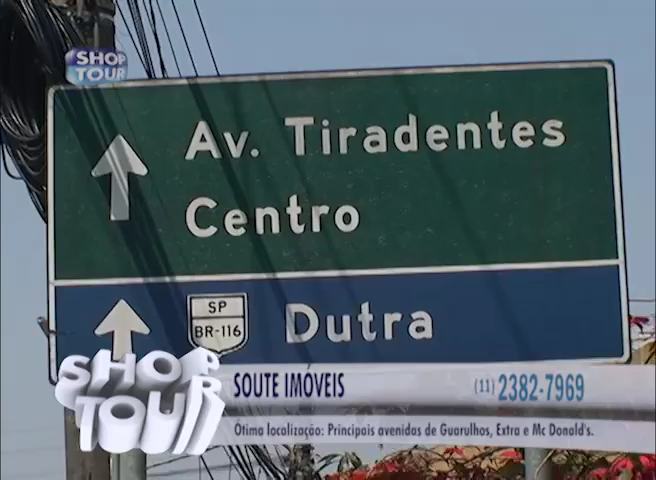 SHOP
TOUR
Av. Tiradentes
Centro
SP
BR-116
Dutra
SHOP
TOUR
SOUTE IMOVEIS
(11) 2382-7969
Ótima localização: Principais avenidas de Guarulhos, Extra e Mc Donald's.